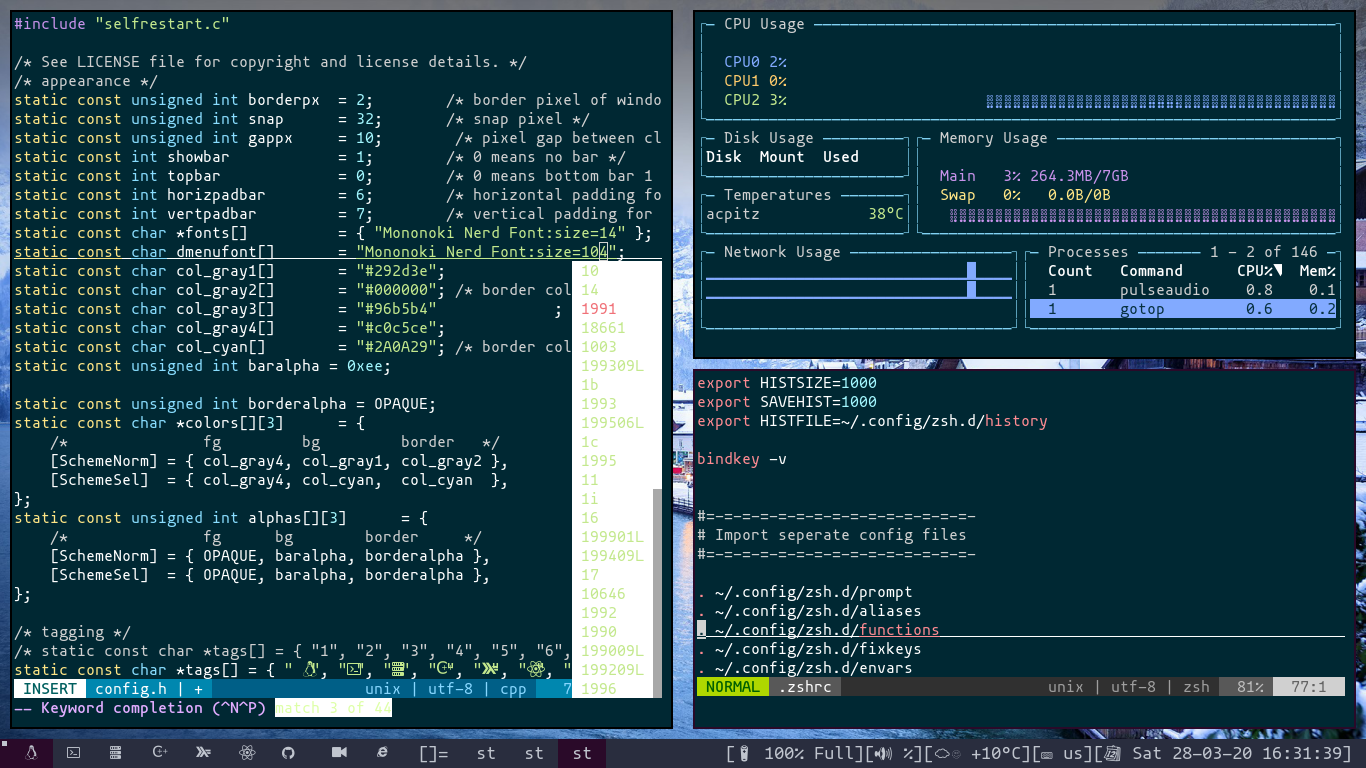 #include "selfrestart.c"
/* See LICENSE file for copyright and license details. */
/* appearance */
static const unsigned int borderpx  = 2;        /* border pixel of windo
static const unsigned int snap      = 32;       /* snap pixel */
static const unsigned int gappx     = 10;        /* pixel gap between cl
static const int showbar            = 1;        /* 0 means no bar */
static const int topbar             = 0;        /* 0 means bottom bar 1
static const int horizpadbar        = 6;        /* horizontal padding fo
static const int vertpadbar         = 7;        /* vertical padding for
static const char *fonts[]          = { "Mononoki Nerd Font:size=14" };
static const char dmenufont[]       = "Mononoki Nerd Font:size=104";
static const char col_gray1[]       = "#292d3e";
static const char col_gray2[]       = "#000000"; /* border col
static const char col_gray3[]       = "#96b5b4"             ;
static const char col_gray4[]       = "#c0c5ce";
static const char col_cyan[]        = "#2A0A29"; /* border col
static const unsigned int baralpha = 0xee;
static const unsigned int borderalpha = OPAQUE;
static const char *colors[][3]      = {
    /*               fg         bg         border   */
    [SchemeNorm] = { col_gray4, col_gray1, col_gray2 },
    [SchemeSel]  = { col_gray4, col_cyan,  col_cyan  },
};
static const unsigned int alphas[][3]      = {
    /*               fg      bg        border     */
    [SchemeNorm] = { OPAQUE, baralpha, borderalpha },
    [SchemeSel]  = { OPAQUE, baralpha, borderalpha },
};
/* tagging */
/* static const char *tags[] = { "1", "2", "3", "4", "5", "6",
static const char *tags[] = { "
10
14
1991
18661
1003
199309L
1b
1993
199506L
1c
1995
11
1i
16
199901L
199409L
17
10646
1992
1990
199009L
199209L
1996
INSERT  config.h | +  unix | utf-8 | cpp  7
-- Keyword completion (^N^P) match 3 of 44
CPU Usage
CPU0 2%
CPU1 0%
CPU2 3%
Disk Usage
Disk  Mount  Used
Temperatures
acpitz  38°C
Memory Usage
Main   3% 264.3MB/7GB
Swap   0%   0.0B/0B
Network Usage
Processes  1 - 2 of 146
Count  Command  CPU%  Mem%
1  pulseaudio  0.8  0.1
1  gotop  0.6  0.2
export HISTSIZE=1000
export SAVEHIST=1000
export HISTFILE=~/.config/zsh.d/history
bindkey -v
#=-=-=-=-=-=-=-=-=-=-=-=-=-=-=-
# Import seperate config files
#=-=-=-=-=-=-=-=-=-=-=-=-=-=-=-
. ~/.config/zsh.d/prompt
. ~/.config/zsh.d/aliases
. ~/.config/zsh.d/functions
. ~/.config/zsh.d/fixkeys
. ~/.config/zsh.d/envars
NORMAL  .zshrc  unix | utf-8 | zsh  81%  77:1
[]=  st  st  st  [ 100% Full][ %][ +10°C][ us][ Sat 28-03-20 16:31:39]